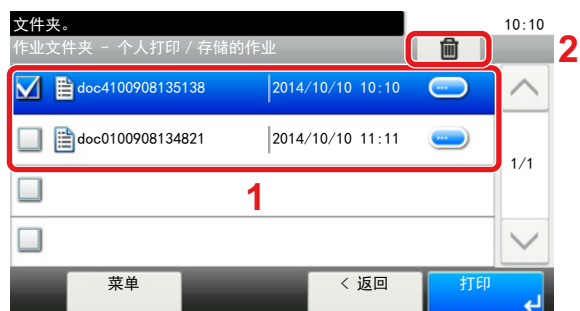 文件夹。 10:10
作业文件夹 - 个人打印/存储的作业 2
doc4100908135138 2014/10/10 10:10
doc0100908134821 2014/10/10 11:11
1/1
1
菜单 < 返回 打印